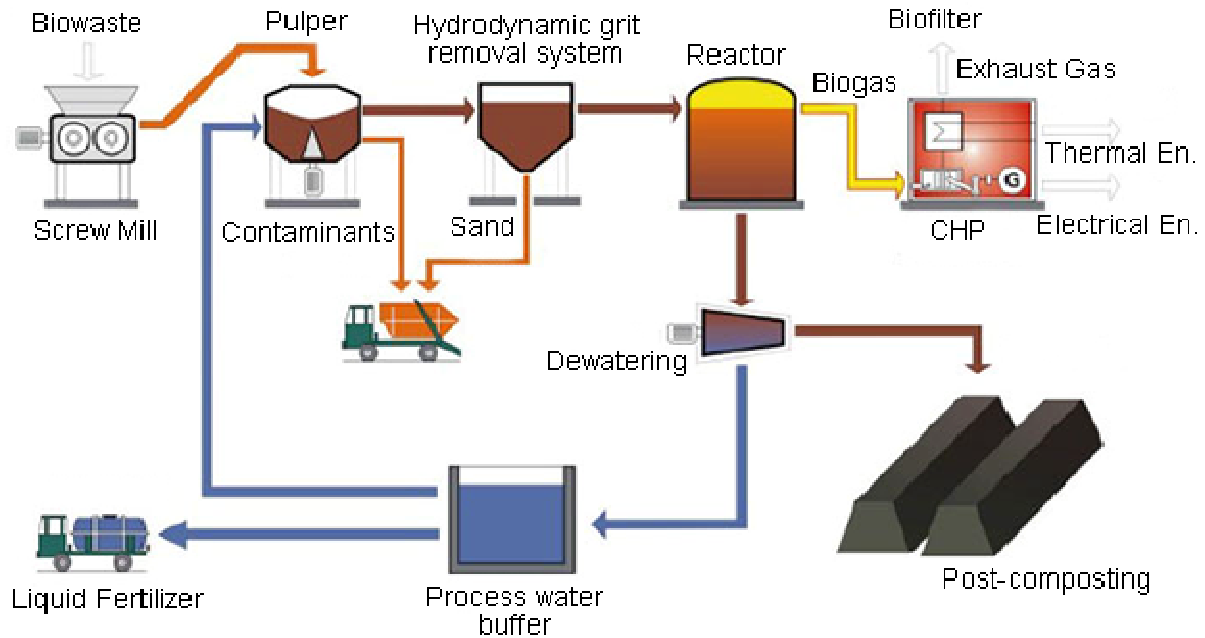 Biowaste
Pulper
Hydrodynamic grit
removal system
Reactor
Biogas
Biofilter
Exhaust Gas
Thermal En.
Electrical En.
G
CHP
Screw Mill
Contaminants
Sand
Dewatering
Post-composting
Process water
buffer
Liquid Fertilizer